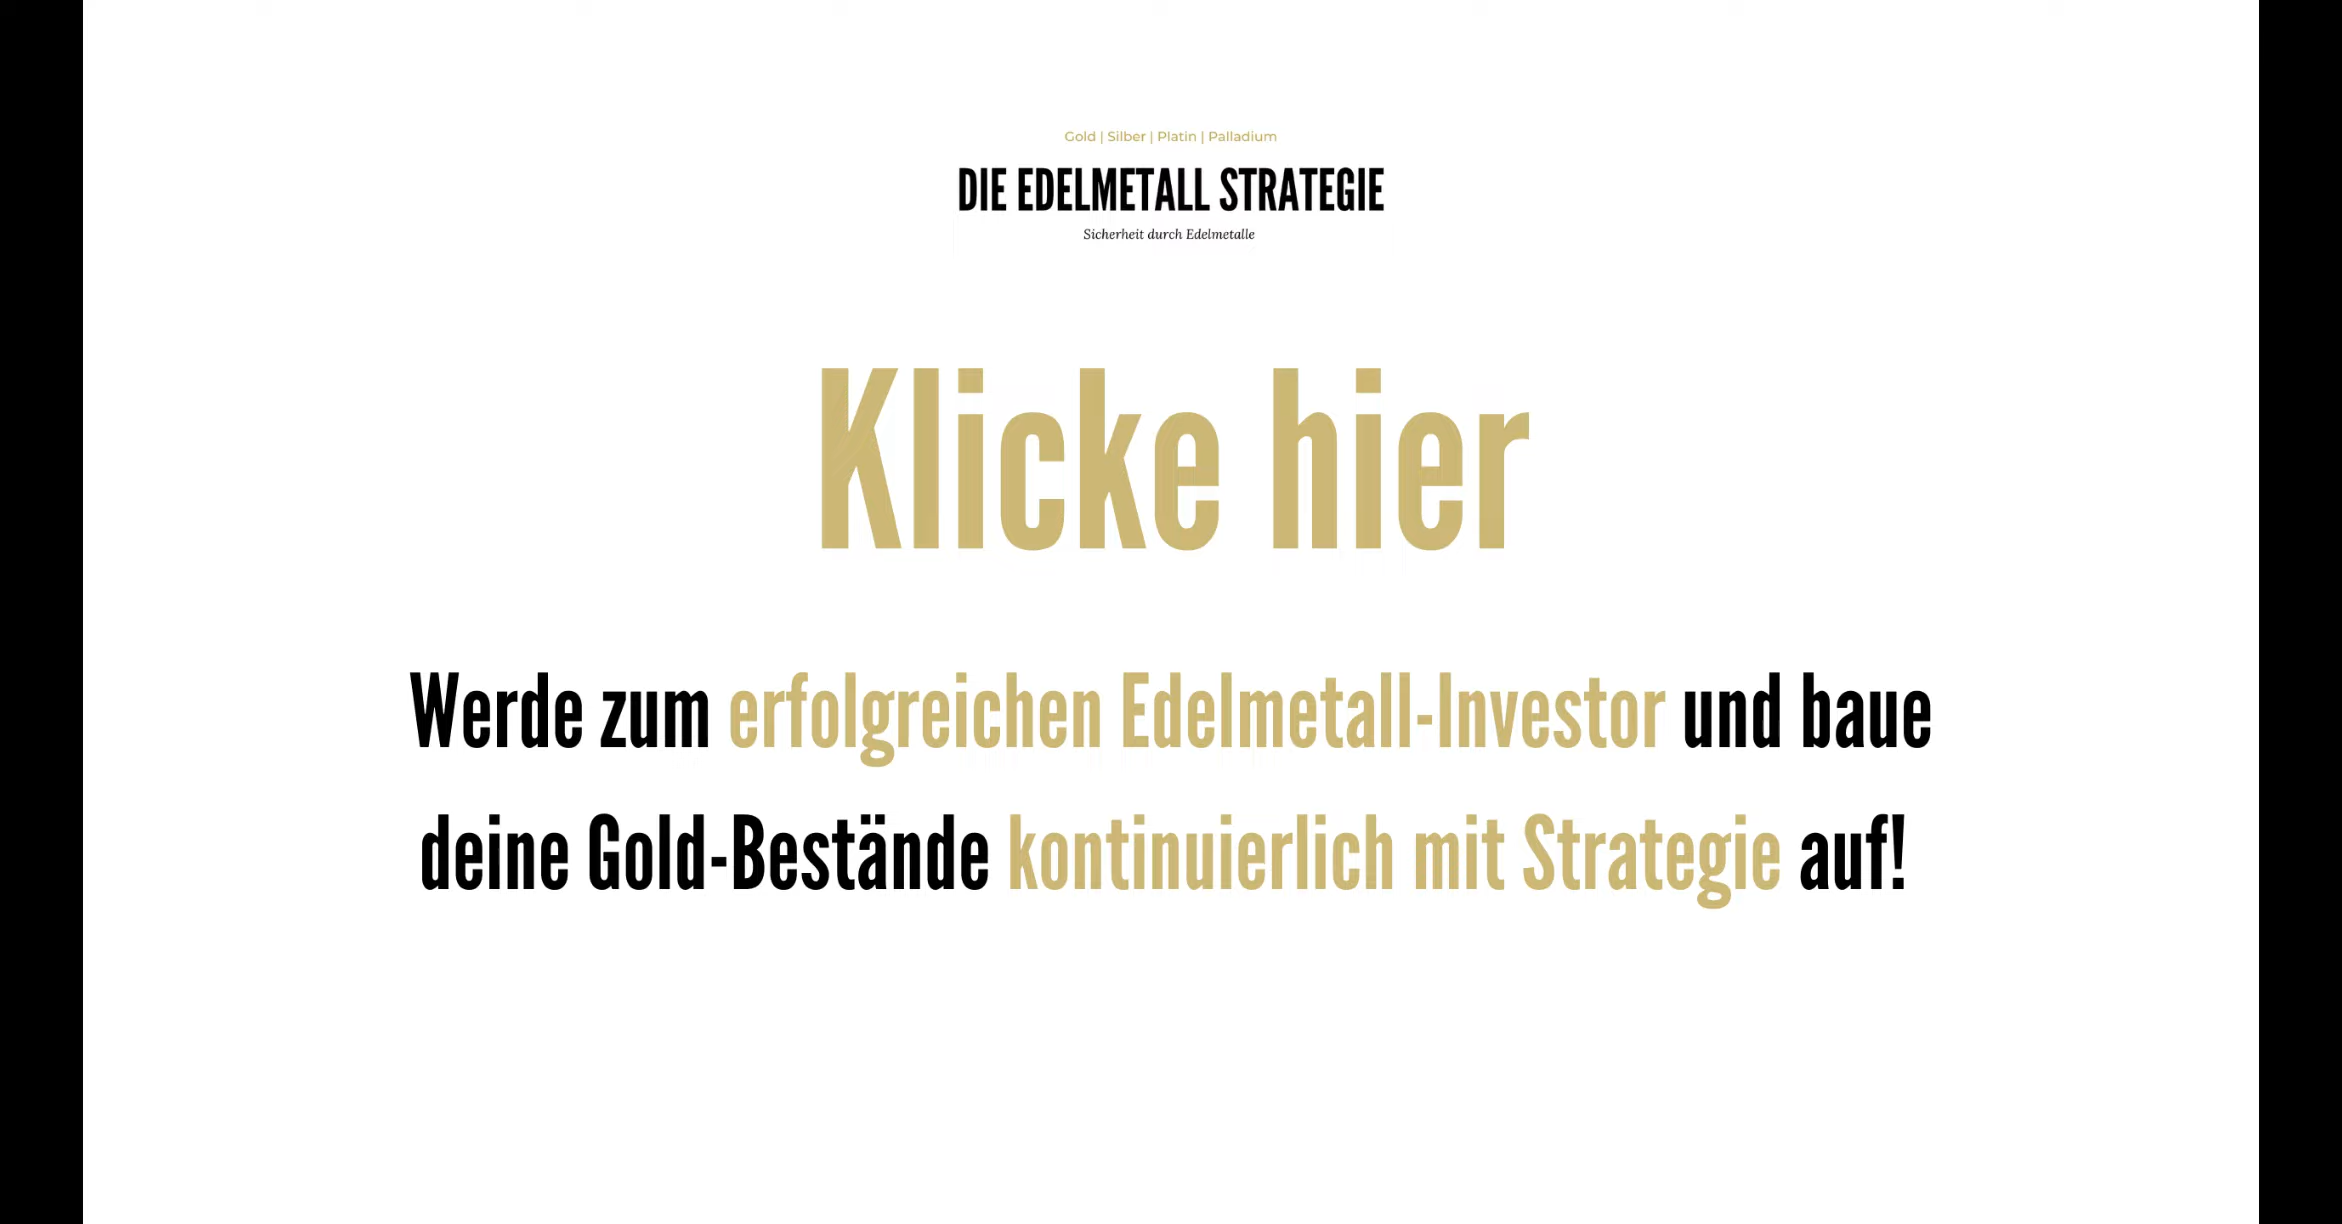 Gold | Silber | Platin | Palladium
DIE EDELMETALL STRATEGIE
Sicherheit durch Edelmetalle
Klicke hier
Werde zum erfolgreichen Edelmetall-Investor und baue
deine Gold-Bestände kontinuierlich mit Strategie auf!